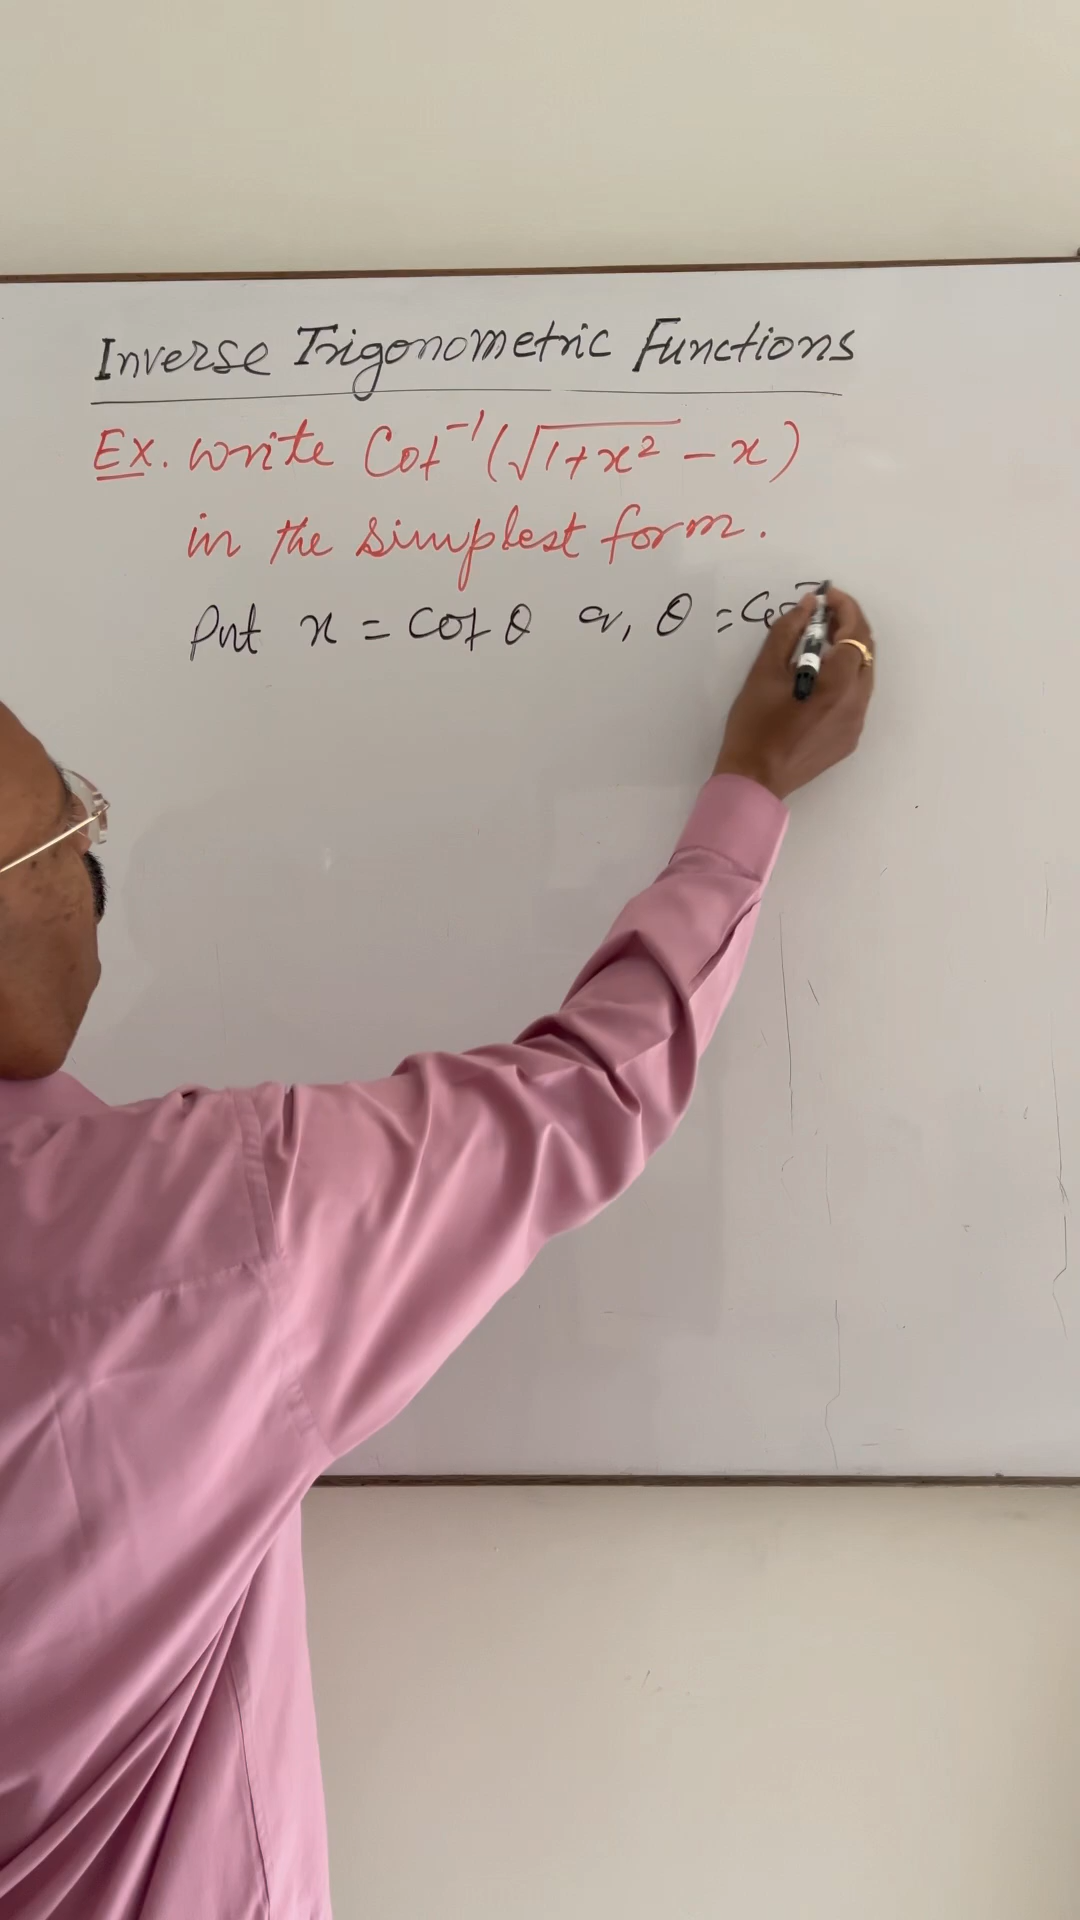 Inverse Trigonometric Functions
Ex. write Cot⁻¹(√1+x² - x)
in the simplest form.
Put x = cot θ or, θ =